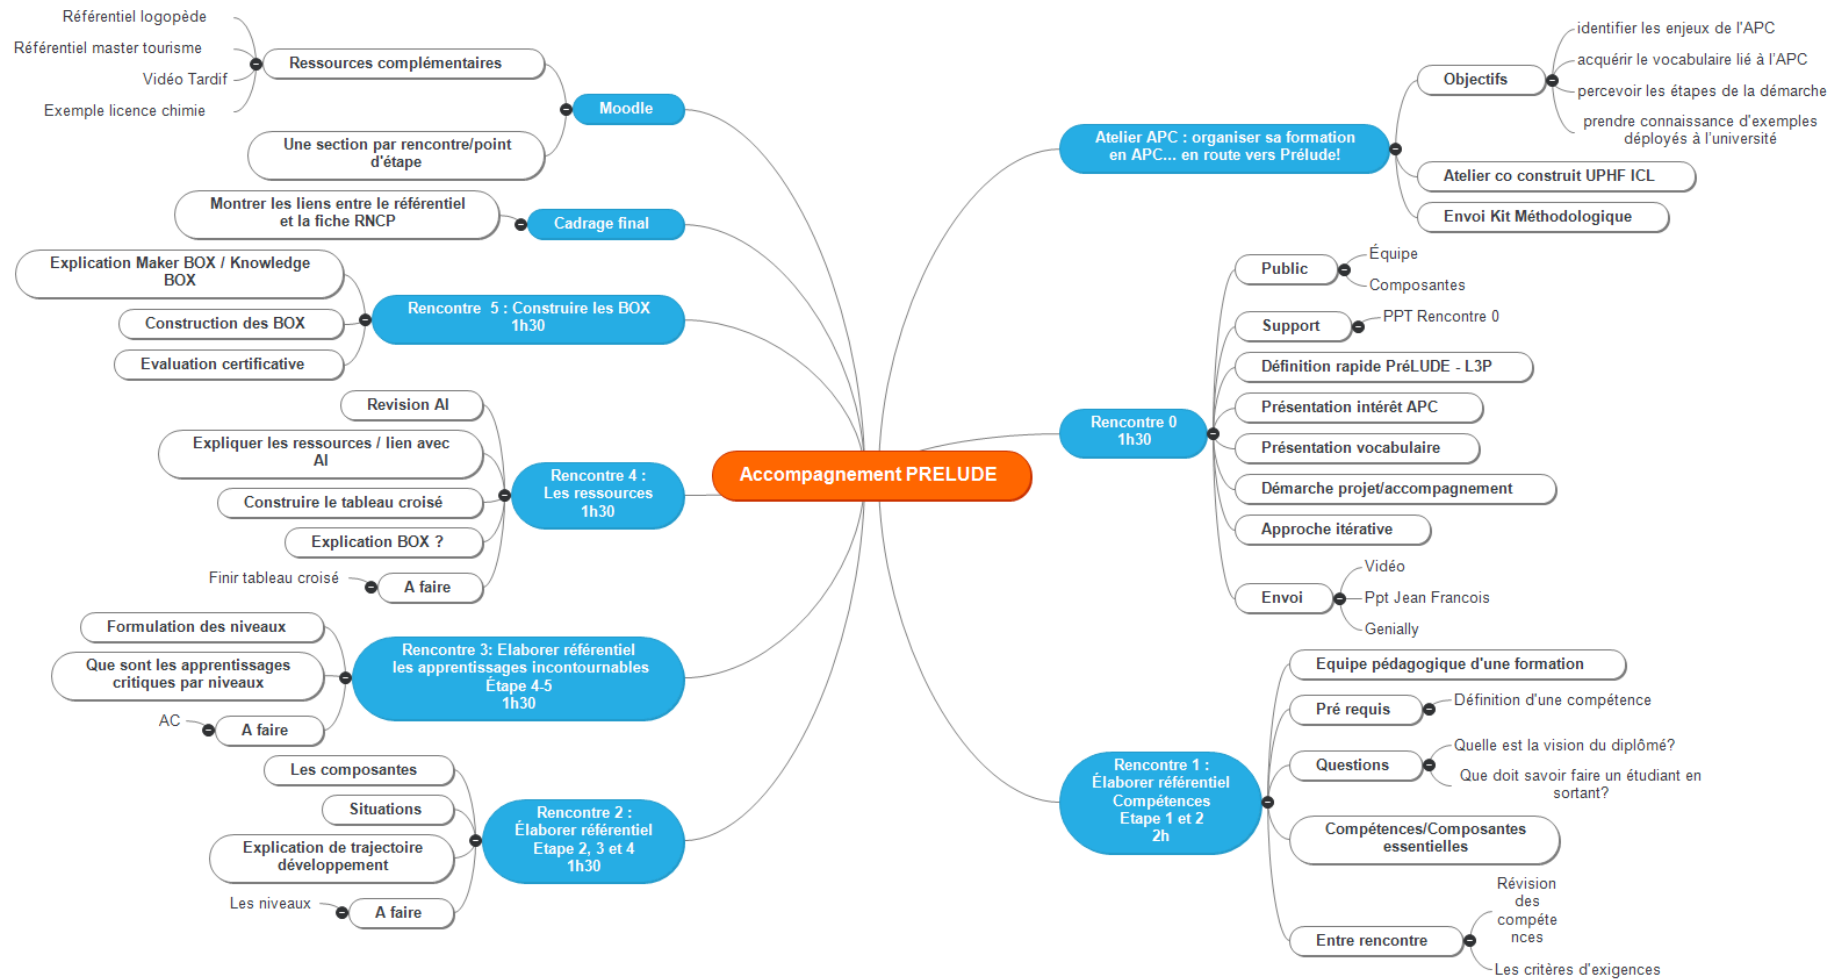 Accompagnement PRELUDE
Atelier APC : organiser sa formation
en APC... en route vers Prélude!
Objectifs
identifier les enjeux de l'APC
acquérir le vocabulaire lié à l'APC
percevoir les étapes de la démarche
prendre connaissance d'exemples
déployés à l'université
Atelier co construit UPHF ICL
Envoi Kit Méthodologique
Rencontre 0
1h30
Public
Équipe
Composantes
Support
PPT Rencontre 0
Définition rapide PréLUDE - L3P
Présentation intérêt APC
Présentation vocabulaire
Démarche projet/accompagnement
Approche itérative
Envoi
Vidéo
Ppt Jean Francois
Genially
Rencontre 1 :
Élaborer référentiel
Compétences
Etape 1 et 2
2h
Equipe pédagogique d'une formation
Pré requis
Définition d'une compétence
Questions
Quelle est la vision du diplômé?
Que doit savoir faire un étudiant en
sortant?
Compétences/Composantes
essentielles
Entre rencontre
Révision
des
compéte
nces
Les critères d'exigences
Rencontre 2 :
Élaborer référentiel
Etape 2, 3 et 4
1h30
Les composantes
Situations
Explication de trajectoire
développement
A faire
Les niveaux
Rencontre 3: Elaborer référentiel
les apprentissages incontournables
Étape 4-5
1h30
Formulation des niveaux
Que sont les apprentissages
critiques par niveaux
A faire
AC
Rencontre 4 :
Les ressources
1h30
Revision AI
Expliquer les ressources / lien avec
AI
Construire le tableau croisé
Explication BOX ?
A faire
Finir tableau croisé
Rencontre  5 : Construire les BOX
1h30
Explication Maker BOX / Knowledge
BOX
Construction des BOX
Evaluation certificative
Cadrage final
Montrer les liens entre le référentiel
et la fiche RNCP
Moodle
Ressources complémentaires
Référentiel logopède
Référentiel master tourisme
Vidéo Tardif
Exemple licence chimie
Une section par rencontre/point
d'étape